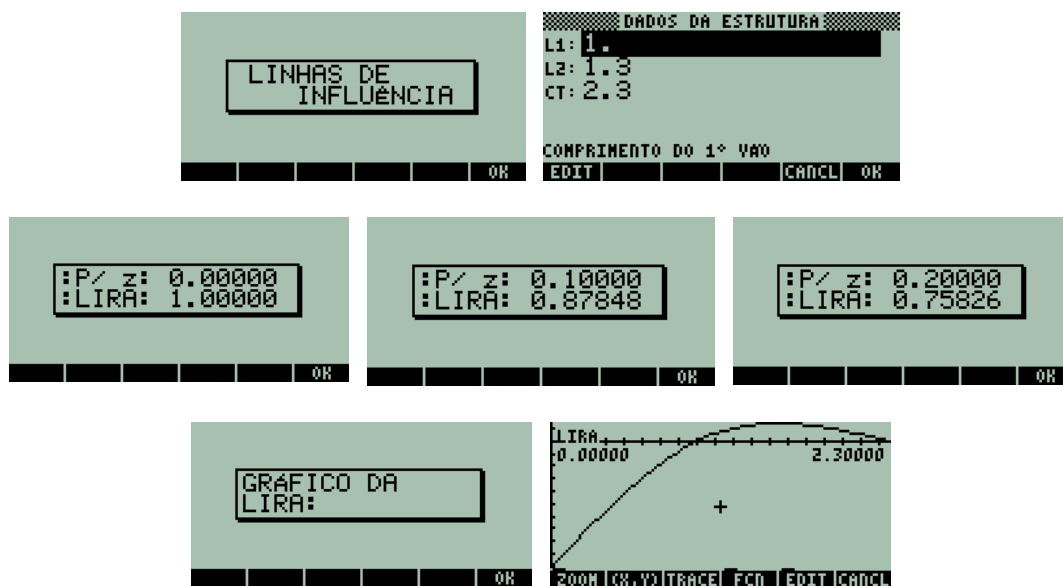 LINHAS DE
INFLUÊNCIA
OK
DADOS DA ESTRUTURA
L1: 1.
L2: 1.3
CT: 2.3
COMPRIMENTO DO 1° VAO
EDIT CANCL OK
:P/ z: 0.00000
:LIRA: 1.00000
OK
:P/ z: 0.10000
:LIRA: 0.87848
OK
:P/ z: 0.20000
:LIRA: 0.75826
OK
GRÁFICO DA
LIRA:
OK
LIRA
0.00000 2.30000
ZOOM (X,Y) TRACE FCN EDIT CANCL